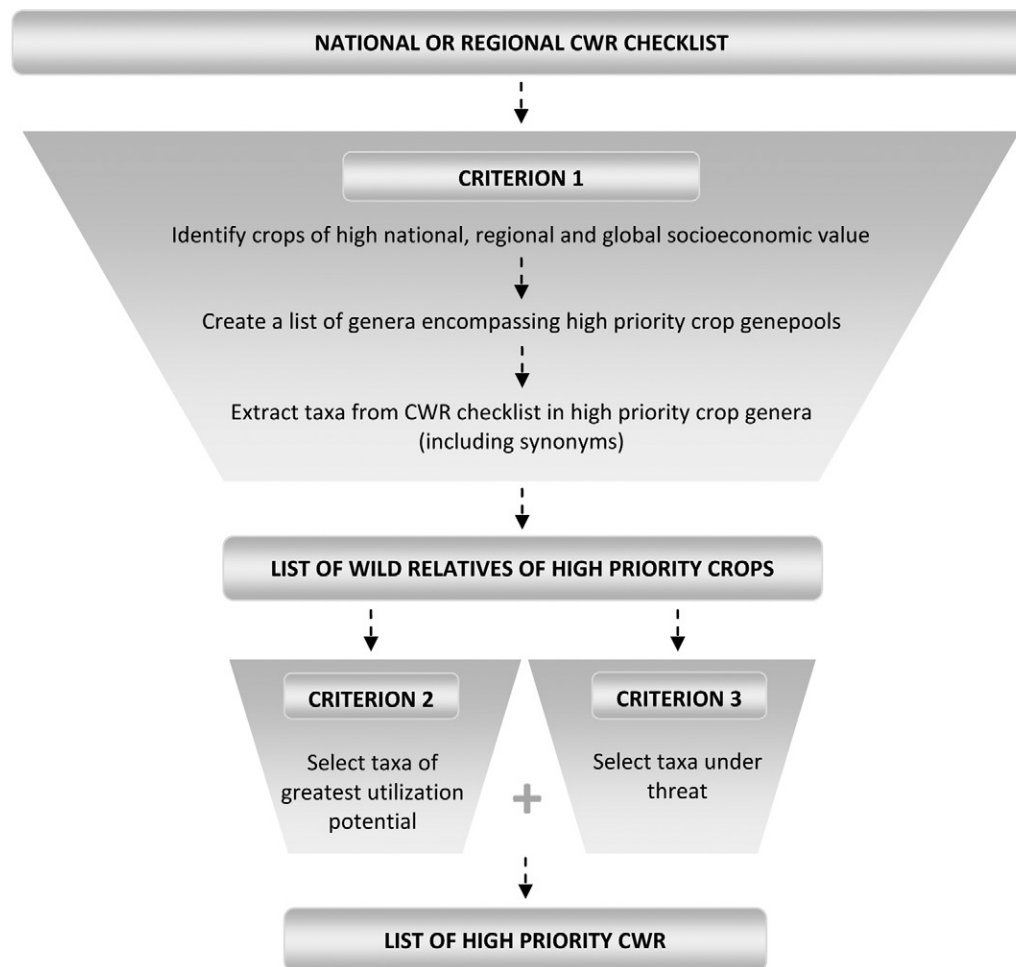 NATIONAL OR REGIONAL CWR CHECKLIST
CRITERION 1
Identify crops of high national, regional and global socioeconomic value
Create a list of genera encompassing high priority crop genepools
Extract taxa from CWR checklist in high priority crop genera
(including synonyms)
LIST OF WILD RELATIVES OF HIGH PRIORITY CROPS
CRITERION 2
Select taxa of
greatest utilization
potential
+
CRITERION 3
Select taxa under
threat
LIST OF HIGH PRIORITY CWR